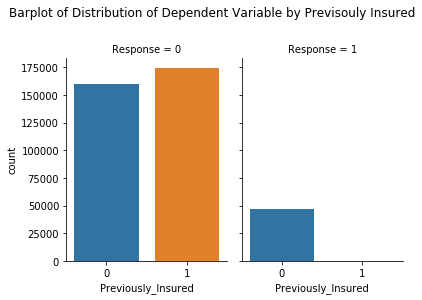 Barplot of Distribution of Dependent Variable by Previsouly Insured
Response = 0
Response = 1
175000
150000
125000
100000
75000
50000
25000
0
count
0 1
0 1
Previously_Insured
Previously_Insured